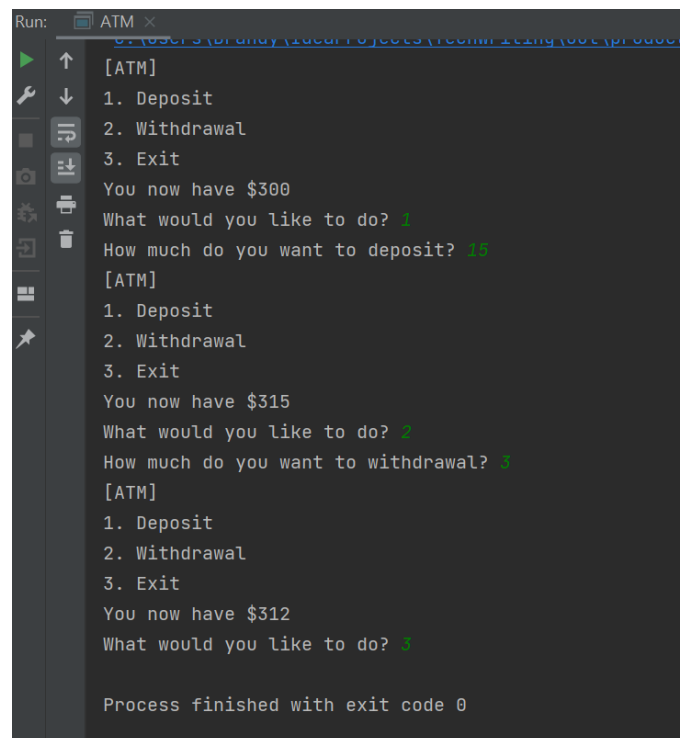 Run: ATM
[ATM]
1. Deposit
2. Withdrawal
3. Exit
You now have $300
What would you like to do? 1
How much do you want to deposit? 15
[ATM]
1. Deposit
2. Withdrawal
3. Exit
You now have $315
What would you like to do? 2
How much do you want to withdrawal? 3
[ATM]
1. Deposit
2. Withdrawal
3. Exit
You now have $312
What would you like to do? 3
Process finished with exit code 0